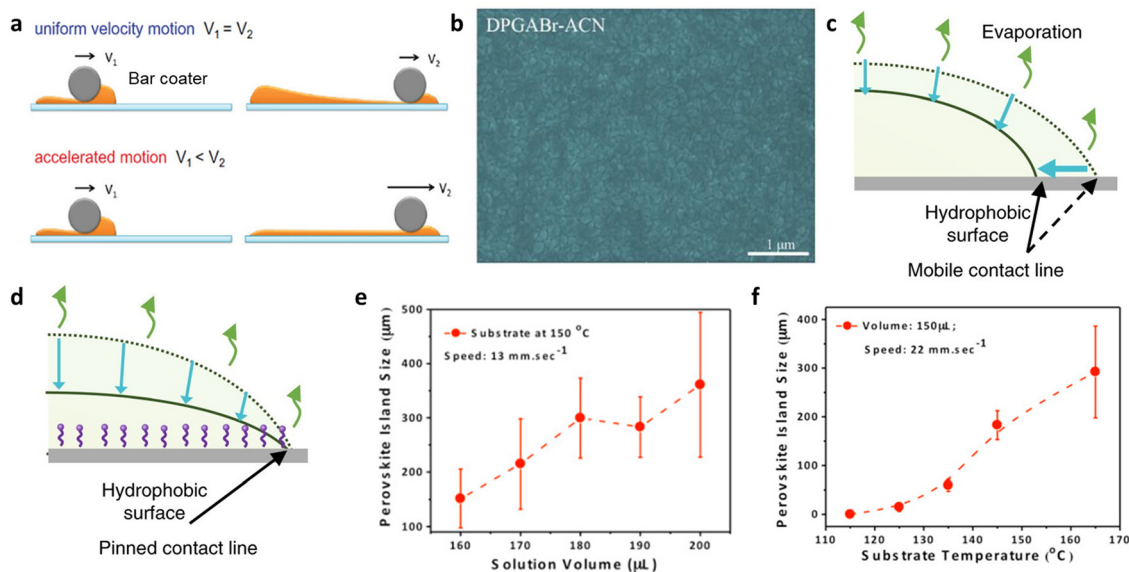 a
uniform velocity motion V₁ = V₂
V₁
Bar coater
V₂
accelerated motion V₁ < V₂
V₁
V₂
b
DPGABr-ACN
1 μm
c
Evaporation
Hydrophobic
surface
Mobile contact line
d
Hydrophobic
surface
Pinned contact line
e
Perovskite Island Size (μm)
500
400
300
200
100
Substrate at 150 °C
Speed: 13 mm.sec⁻¹
160 170 180 190 200
Solution Volume (μL)
f
Perovskite Island Size (μm)
400
300
200
100
0
Volume: 150μL;
Speed: 22 mm.sec⁻¹
110 120 130 140 150 160 170
Substrate Temperature (°C)